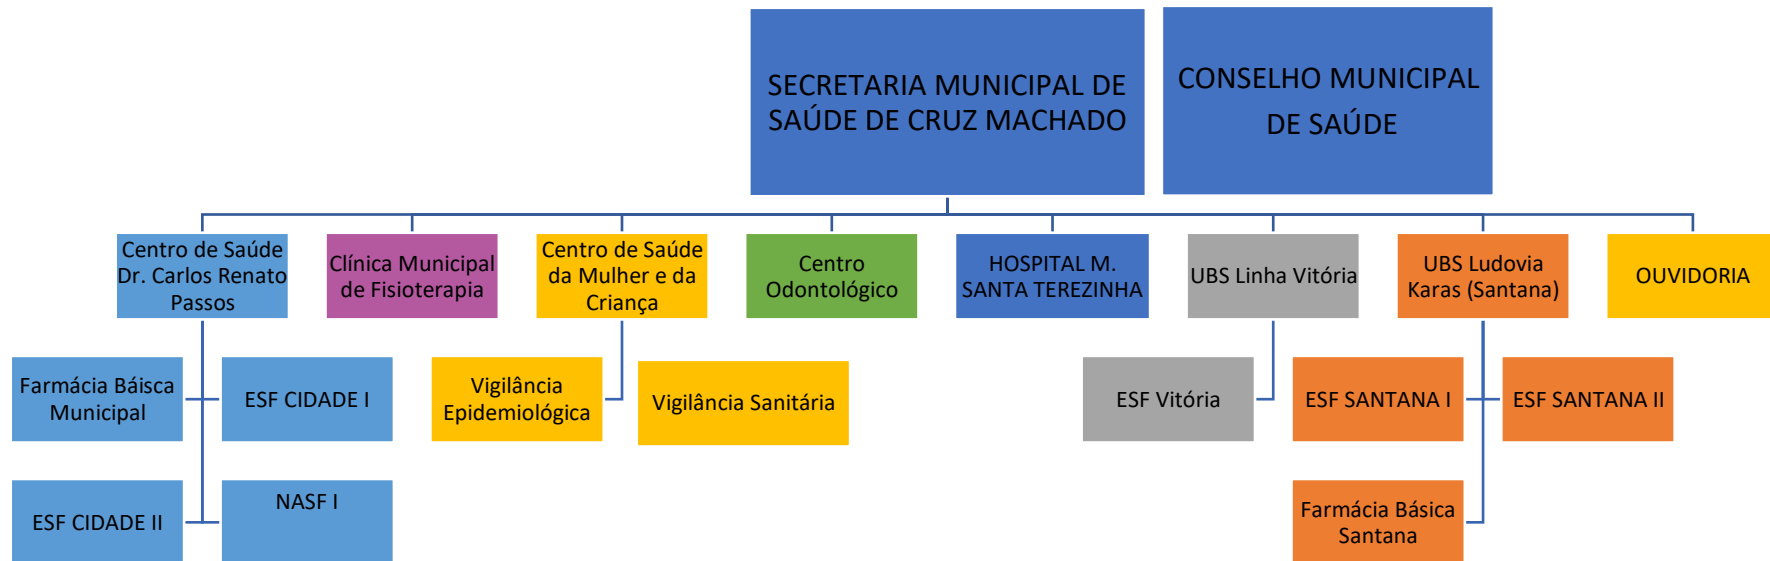 SECRETARIA MUNICIPAL DE
SAÚDE DE CRUZ MACHADO
CONSELHO MUNICIPAL
DE SAÚDE
Centro de Saúde
Dr. Carlos Renato
Passos
Clínica Municipal
de Fisioterapia
Centro de Saúde
da Mulher e da
Criança
Centro
Odontológico
HOSPITAL M.
SANTA TEREZINHA
UBS Linha Vitória
UBS Ludovia
Karas (Santana)
OUVIDORIA
Farmácia Báisca
Municipal
ESF CIDADE I
Vigilância
Epidemiológica
Vigilância Sanitária
ESF Vitória
ESF SANTANA I
ESF SANTANA II
ESF CIDADE II
NASF I
Farmácia Básica
Santana